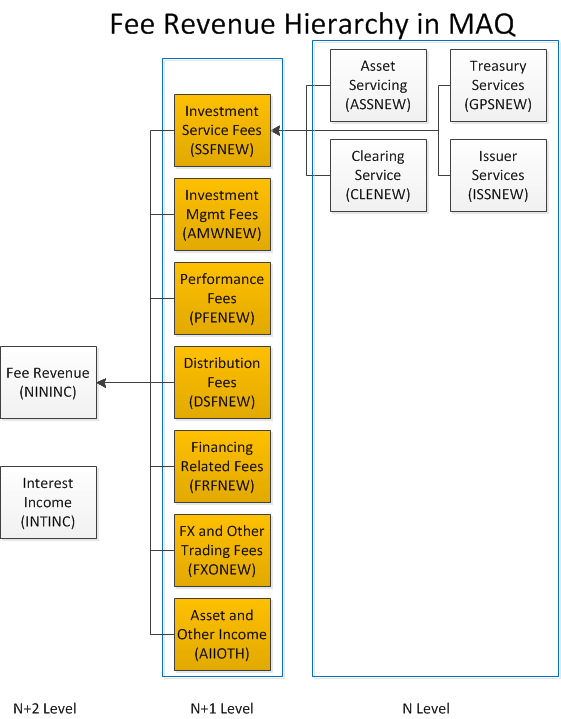 Fee Revenue Hierarchy in MAQ
Asset
Servicing
(ASSNEW)
Treasury
Services
(GPSNEW)
Investment
Service Fees
(SSFNEW)
Clearing
Service
(CLENEW)
Issuer
Services
(ISSNEW)
Investment
Mgmt Fees
(AMWNEW)
Performance
Fees
(PFENEW)
Fee Revenue
(NININC)
Distribution
Fees
(DSFNEW)
Financing
Related Fees
(FRFNEW)
Interest
Income
(INTINC)
FX and Other
Trading Fees
(FXONEW)
Asset and
Other Income
(AIIOTH)
N+2 Level
N+1 Level
N Level